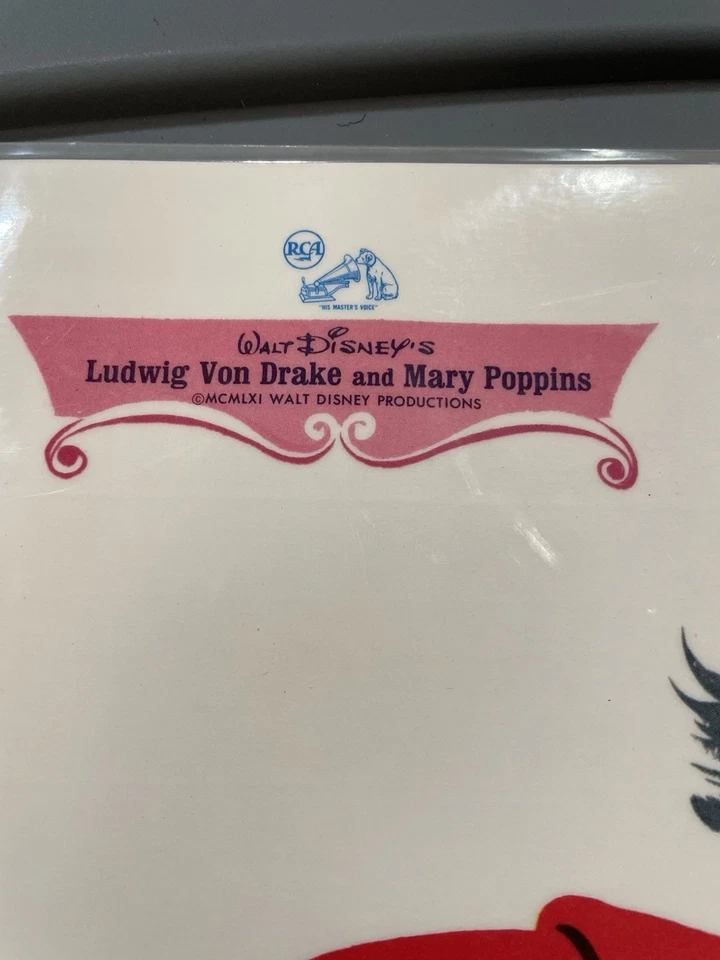 RCA
"HIS MASTER'S VOICE"
WALT DISNEY'S
Ludwig Von Drake and Mary Poppins
©MCMLXI WALT DISNEY PRODUCTIONS